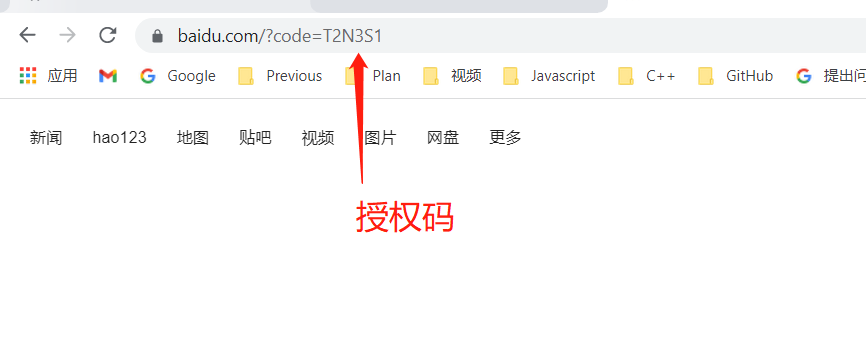 baidu.com/?code=T2N3S1
应用 Google Previous Plan 视频 Javascript C++ GitHub 提出问
新闻 hao123 地图 贴吧 视频 图片 网盘 更多
授权码